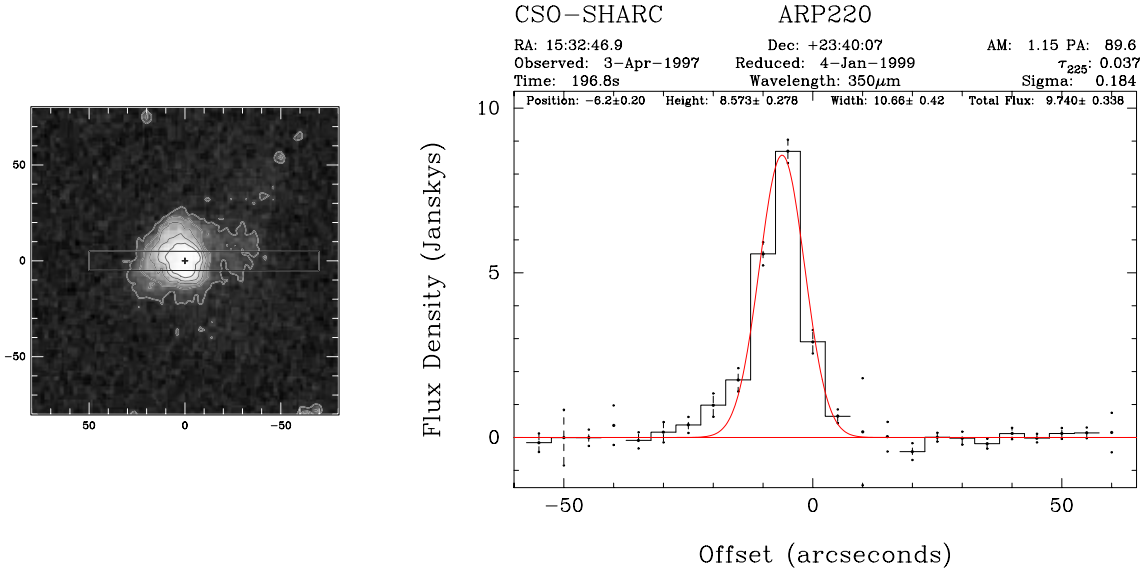 CSO-SHARC ARP220
RA: 15:32:46.9 Dec: +23:40:07 AM: 1.15 PA: 89.6
Observed: 3-Apr-1997 Reduced: 4-Jan-1999 τ225: 0.037
Time: 196.8s Wavelength: 350μm Sigma: 0.184
Position: -6.2± 0.20 Height: 8.573± 0.278 Width: 10.66± 0.42 Total Flux: 9.740± 0.338
10
5
0
Flux Density (Janskys)
-50 0 50
Offset (arcseconds)
50
0
-50
50 0 -50